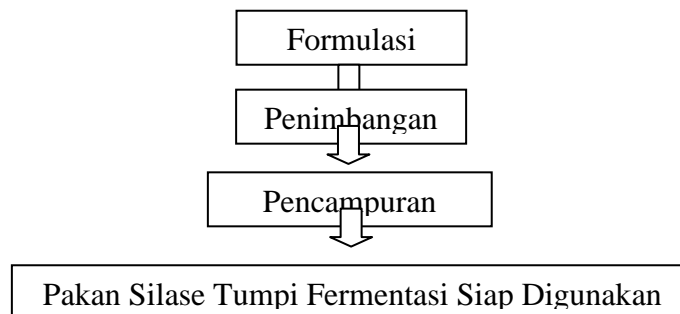 Formulasi
Penimbangan
Pencampuran
Pakan Silase Tumpi Fermentasi Siap Digunakan